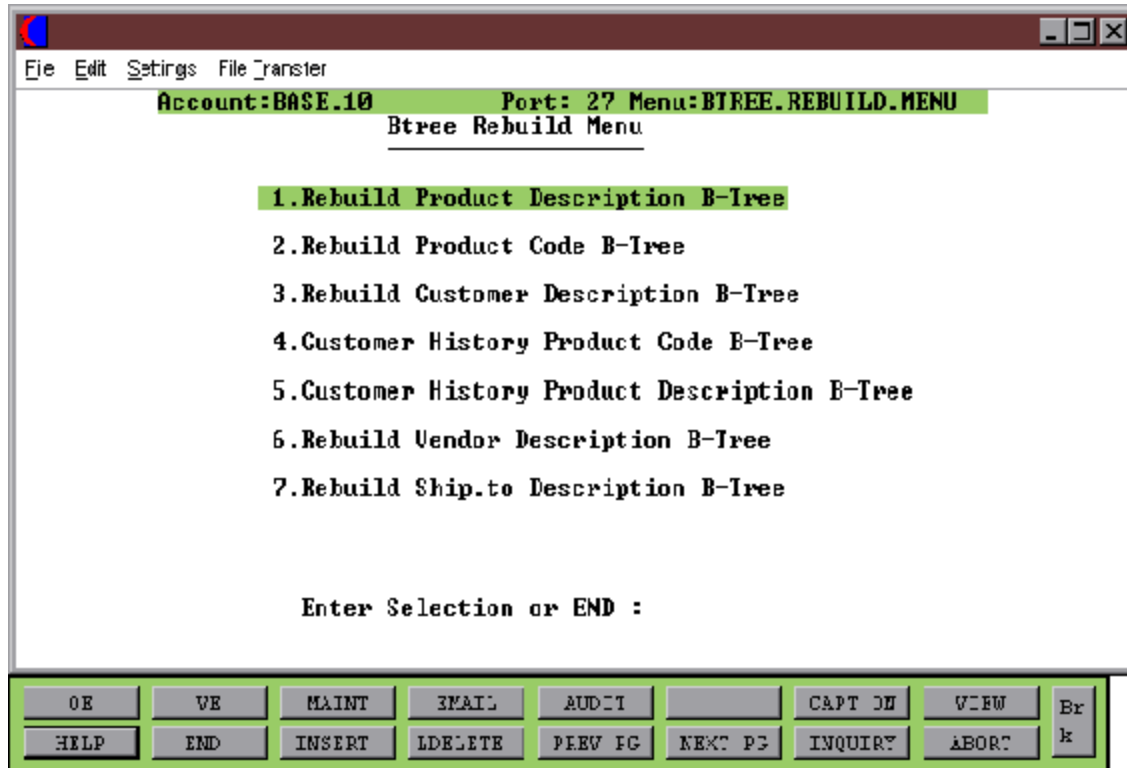 File Edit Settings File Transfer
Account:BASE.10 Port: 27 Menu:BTREE.REBUILD.MENU
Btree Rebuild Menu
1.Rebuild Product Description B-Tree
2.Rebuild Product Code B-Tree
3.Rebuild Customer Description B-Tree
4.Customer History Product Code B-Tree
5.Customer History Product Description B-Tree
6.Rebuild Vendor Description B-Tree
7.Rebuild Ship.to Description B-Tree
Enter Selection or END :
OE VE MAINT EMAIL AUDIT CAPT ON VIEW Brk
HELP END INSERT LDELETE PREV PG NEXT PG INQUIRY ABORT